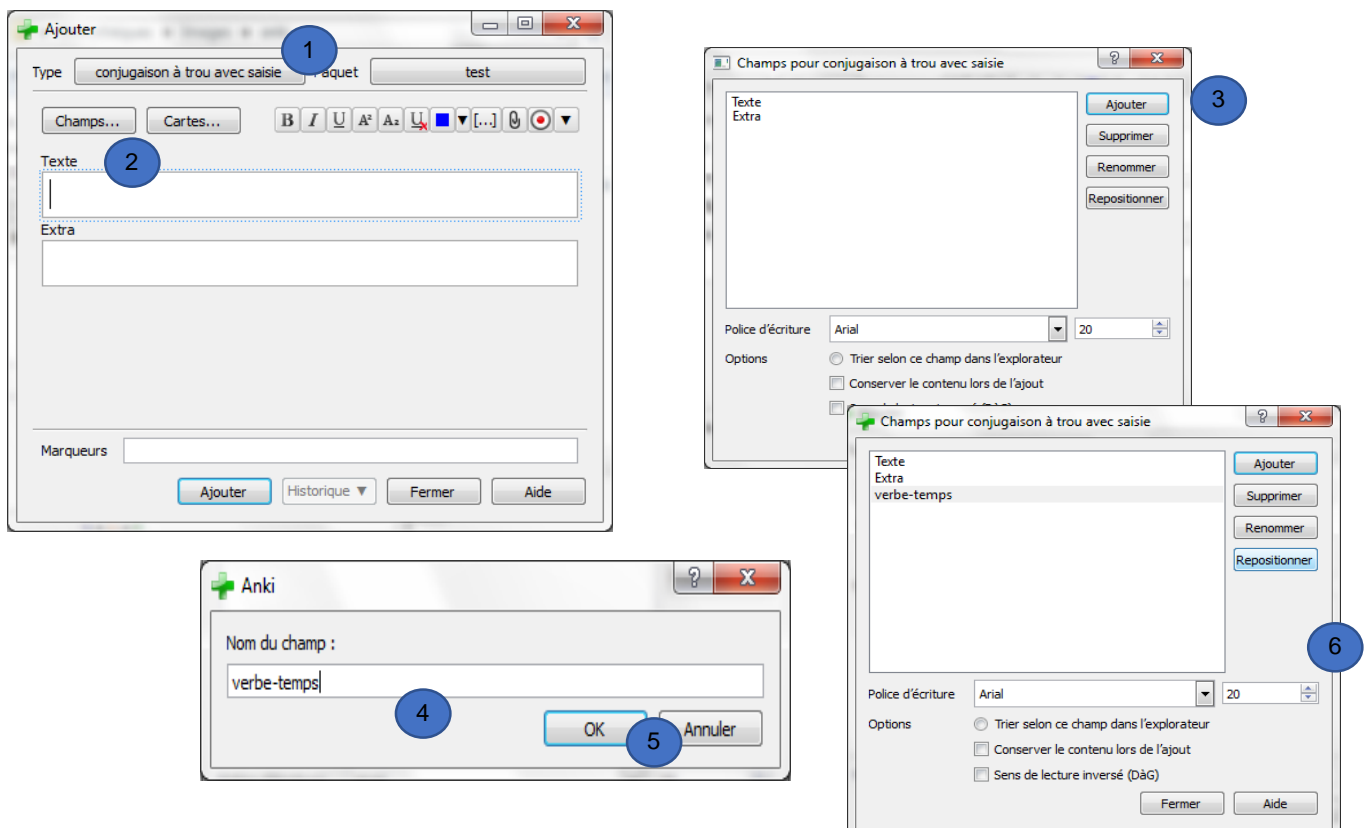 Ajouter
1
Type conjugaison à trou avec saisie Paquet test
Champs... Cartes... B I U A² A₂ U [...]
2
Texte
Extra
Marqueurs
Ajouter Historique ▼ Fermer Aide
Champs pour conjugaison à trou avec saisie
3
Texte
Extra
Ajouter
Supprimer
Renommer
Repositionner
Police d'écriture Arial 20
Options Trier selon ce champ dans l'explorateur
Conserver le contenu lors de l'ajout
Anki
Nom du champ :
verbe-temps
4
OK Annuler
5
Champs pour conjugaison à trou avec saisie
Texte
Extra
verbe-temps
Ajouter
Supprimer
Renommer
Repositionner
6
Police d'écriture Arial 20
Options Trier selon ce champ dans l'explorateur
Conserver le contenu lors de l'ajout
Sens de lecture inversé (DàG)
Fermer Aide